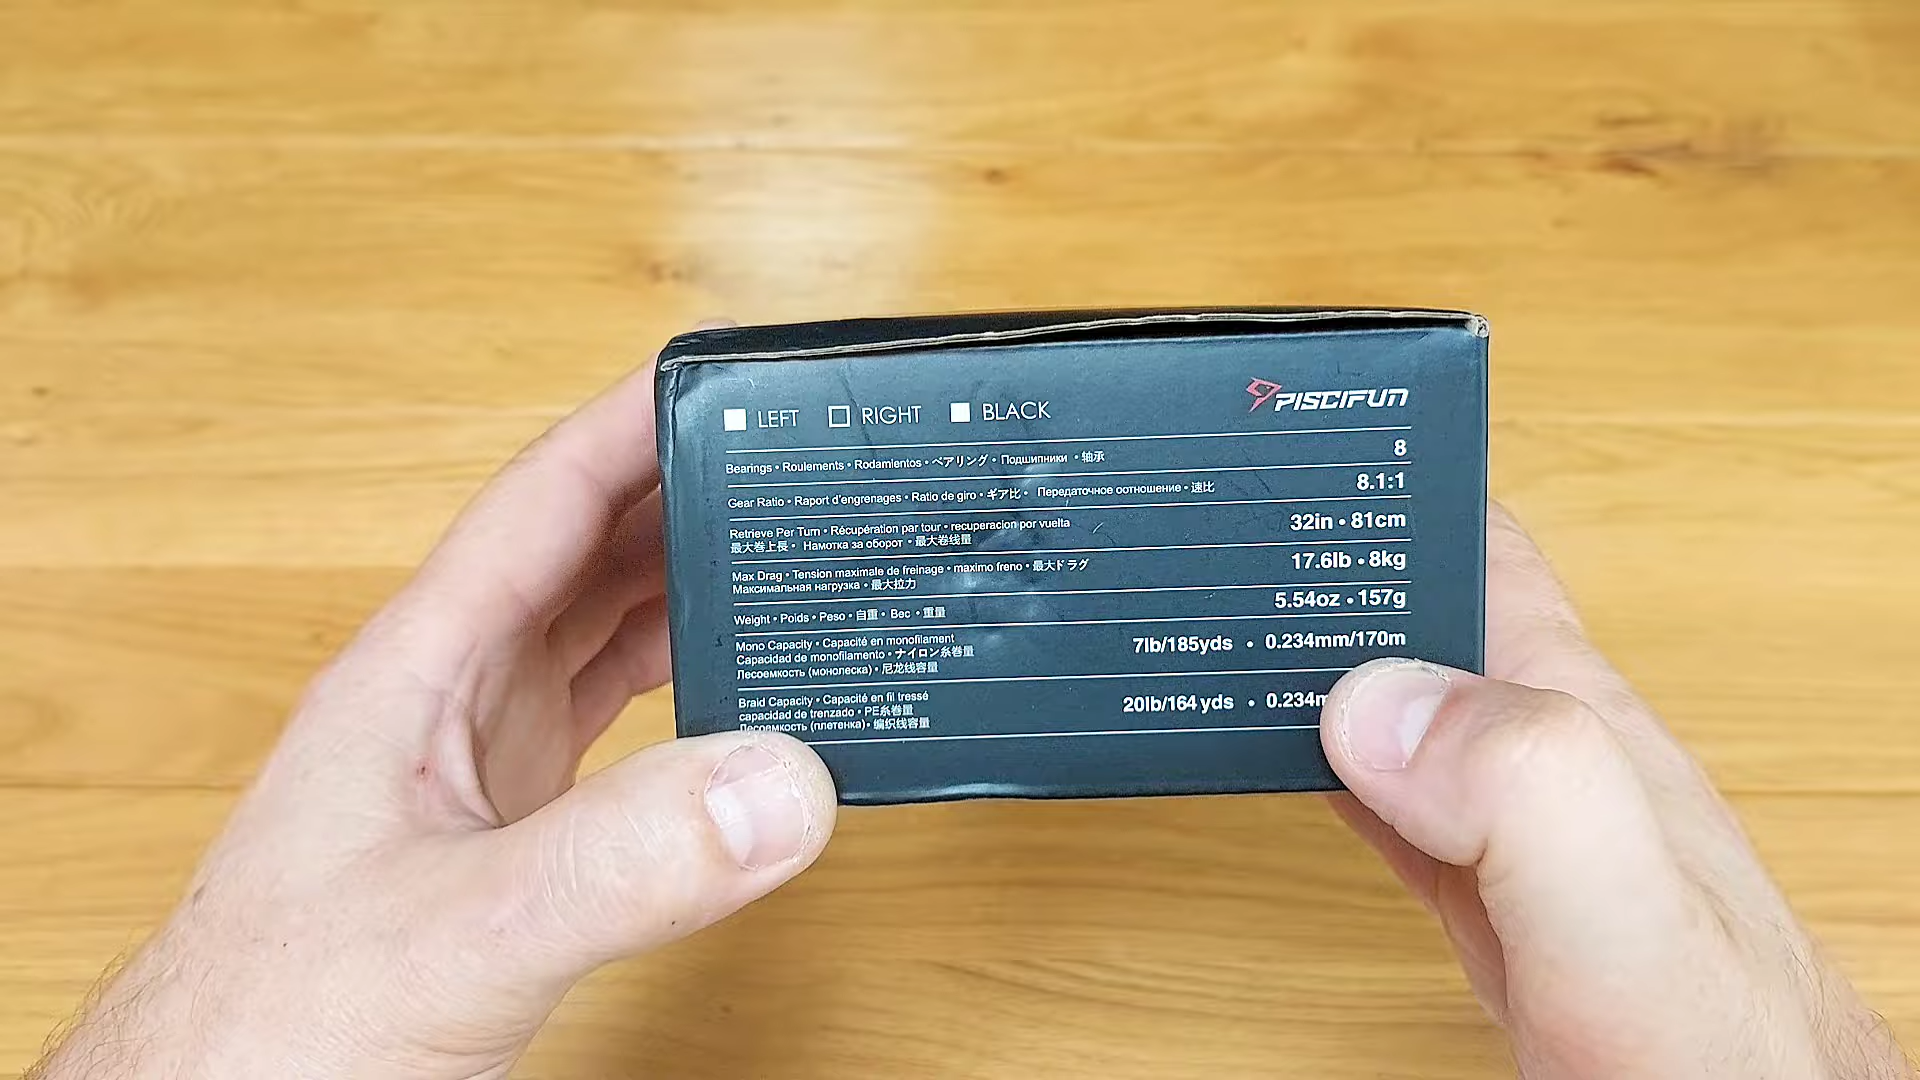 LEFT RIGHT BLACK PISCIFUN
Bearings • Roulements • Rodamientos • ベアリング • Подшипники • 轴承 8
Gear Ratio • Raport d'engrenages • Ratio de giro • ギア比 • Передаточное соотношение • 速比 8.1:1
Retrieve Per Turn • Récupération par tour • recuperacion por vuelta
最大巻上長 • Намотка за оборот • 最大卷线量 32in • 81cm
Max Drag • Tension maximale de freinage • maximo freno • 最大ドラグ
Максимальная нагрузка • 最大拉力 17.6lb • 8kg
Weight • Poids • Peso • 自重 • Вес • 重量 5.54oz • 157g
Mono Capacity • Capacité en monofilament
Capacidad de monofilamento • ナイロン糸巻量 7lb/185yds • 0.234mm/170m
Лесоемкость (монолеска) • 尼龙线容量
Braid Capacity • Capacité en fil tressé
capacidad de trenzado • PE糸巻量 20lb/164yds • 0.234m
Лесоемкость (плетенка) • 编织线容量